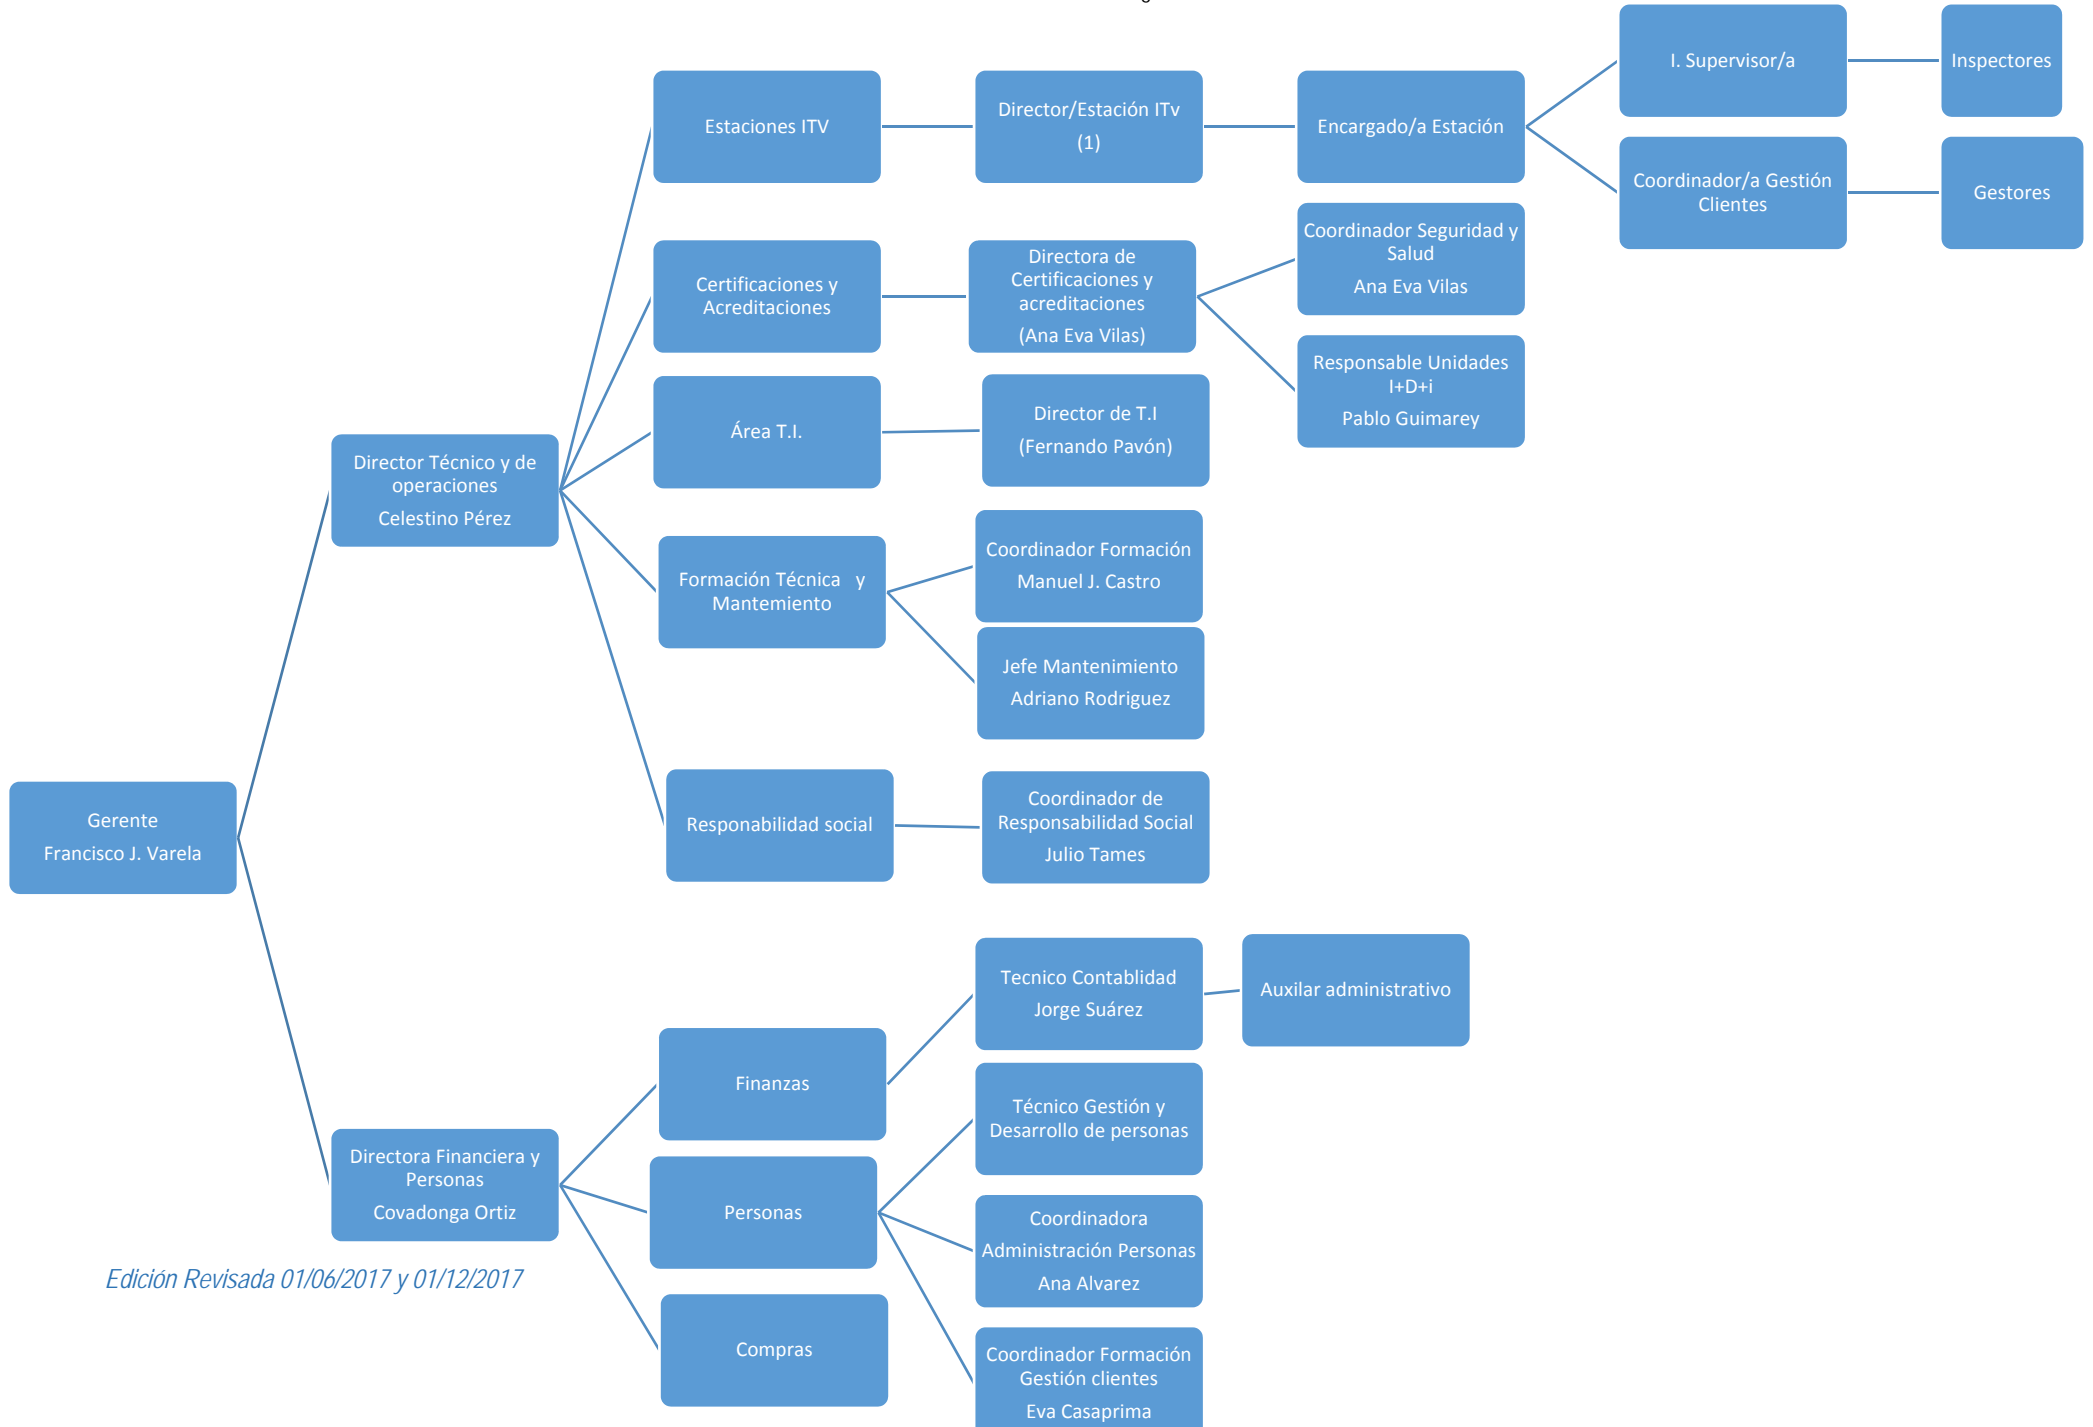 I. Supervisor/a
Inspectores
Estaciones ITV
Director/Estación ITv
(1)
Encargado/a Estación
Coordinador/a Gestión
Clientes
Gestores
Certificaciones y
Acreditaciones
Directora de
Certificaciones y
acreditaciones
(Ana Eva Vilas)
Coordinador Seguridad y
Salud
Ana Eva Vilas
Responsable Unidades
I+D+i
Pablo Guimarey
Área T.I.
Director de T.I
(Fernando Pavón)
Director Técnico y de
operaciones
Celestino Pérez
Formación Técnica y
Mantemiento
Coordinador Formación
Manuel J. Castro
Jefe Mantenimiento
Adriano Rodriguez
Gerente
Francisco J. Varela
Responabilidad social
Coordinador de
Responsabilidad Social
Julio Tames
Tecnico Contablidad
Jorge Suárez
Auxilar administrativo
Finanzas
Técnico Gestión y
Desarrollo de personas
Directora Financiera y
Personas
Covadonga Ortiz
Personas
Coordinadora
Administración Personas
Ana Alvarez
Edición Revisada 01/06/2017 y 01/12/2017
Compras
Coordinador Formación
Gestión clientes
Eva Casaprima